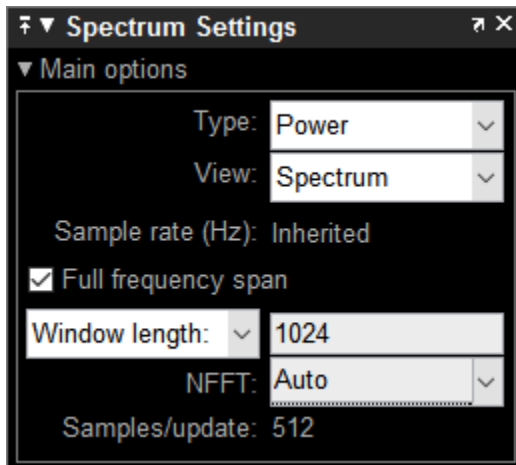 Spectrum Settings
Main options
Type: Power
View: Spectrum
Sample rate (Hz): Inherited
Full frequency span
Window length: 1024
NFFT: Auto
Samples/update: 512